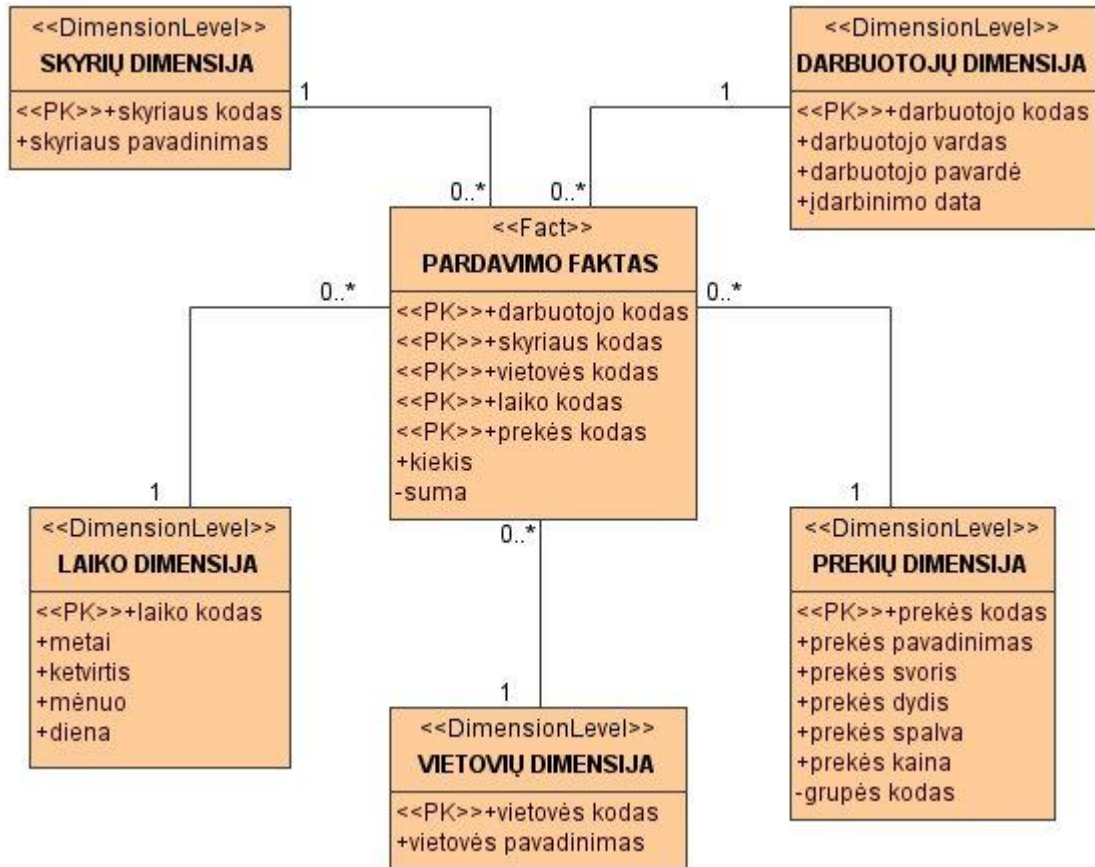 <<DimensionLevel>>
SKYRIŲ DIMENSIJA
<<PK>>+skyriaus kodas
+skyriaus pavadinimas
1
0..*
<<DimensionLevel>>
DARBUOTOJŲ DIMENSIJA
<<PK>>+darbuotojo kodas
+darbuotojo vardas
+darbuotojo pavardė
+įdarbinimo data
1
0..*
<<Fact>>
PARDAVIMO FAKTAS
<<PK>>+darbuotojo kodas
<<PK>>+skyriaus kodas
<<PK>>+vietovės kodas
<<PK>>+laiko kodas
<<PK>>+prekės kodas
+kiekis
-suma
0..*
1
<<DimensionLevel>>
LAIKO DIMENSIJA
<<PK>>+laiko kodas
+metai
+ketvirtis
+mėnuo
+diena
0..*
1
<<DimensionLevel>>
VIETOVIŲ DIMENSIJA
<<PK>>+vietovės kodas
+vietovės pavadinimas
0..*
1
<<DimensionLevel>>
PREKIŲ DIMENSIJA
<<PK>>+prekės kodas
+prekės pavadinimas
+prekės svoris
+prekės dydis
+prekės spalva
+prekės kaina
-grupės kodas